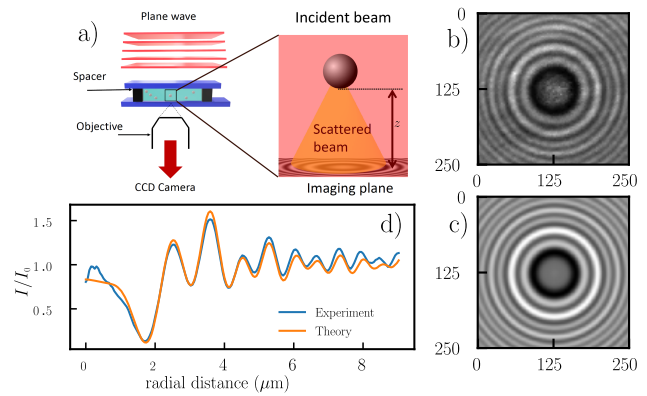 a)
Plane wave
Spacer
Objective
CCD Camera
Incident beam
Scattered
beam
z
Imaging plane
b)
0
125
250
0
125
250
c)
0
125
250
0
125
250
d)
I/I₀
1.5
1.0
0.5
Experiment
Theory
0
2
4
6
8
radial distance (μm)